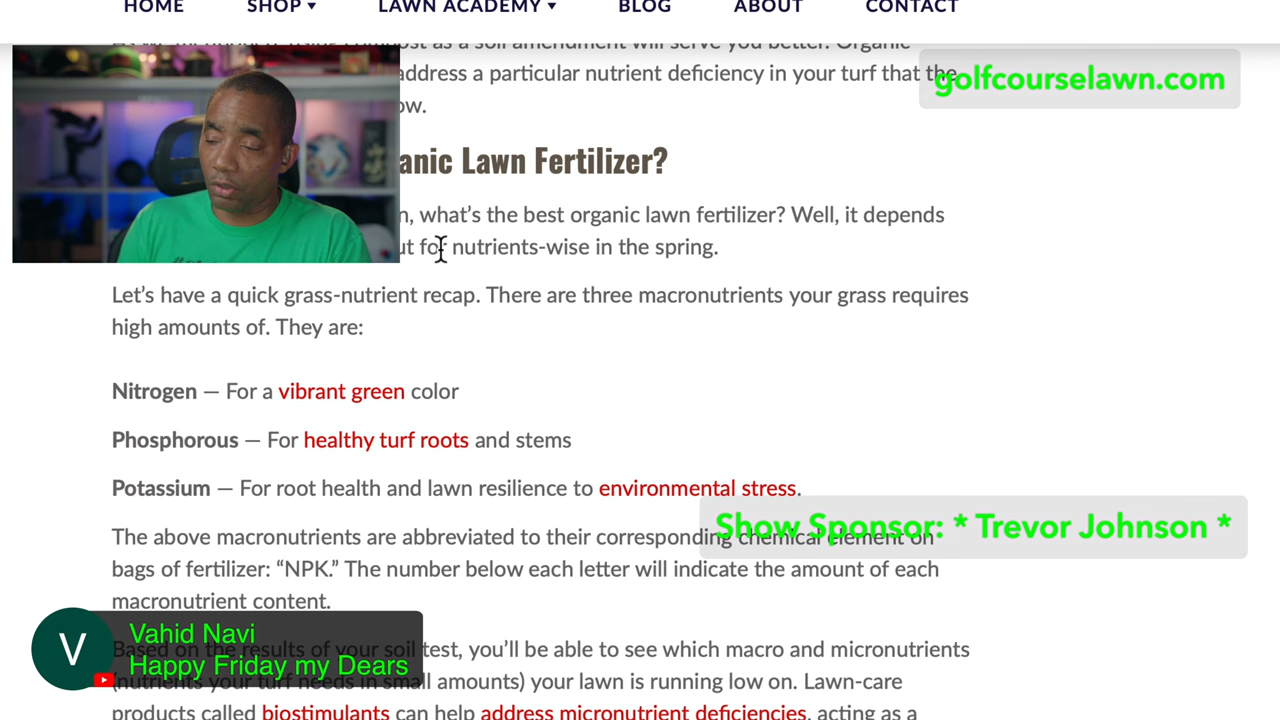 HOME SHOP ▾ LAWN ACADEMY ▾ BLOG ABOUT CONTACT
as a soil amendment will serve you better. Organic
address a particular nutrient deficiency in your turf that the
golfcourselawn.com
ow.
anic Lawn Fertilizer?
n, what’s the best organic lawn fertilizer? Well, it depends
ut for nutrients-wise in the spring.
Let’s have a quick grass-nutrient recap. There are three macronutrients your grass requires
high amounts of. They are:
Nitrogen — For a vibrant green color
Phosphorous — For healthy turf roots and stems
Potassium — For root health and lawn resilience to environmental stress.
Show Sponsor: * Trevor Johnson *
The above macronutrients are abbreviated to their corresponding chemical element on
bags of fertilizer: “NPK.” The number below each letter will indicate the amount of each
macronutrient content.
V
Vahid Navi
Happy Friday my Dears
Based on the results of your soil test, you’ll be able to see which macro and micronutrients
(nutrients your turf needs in small amounts) your lawn is running low on. Lawn-care
products called biostimulants can help address micronutrient deficiencies, acting as a